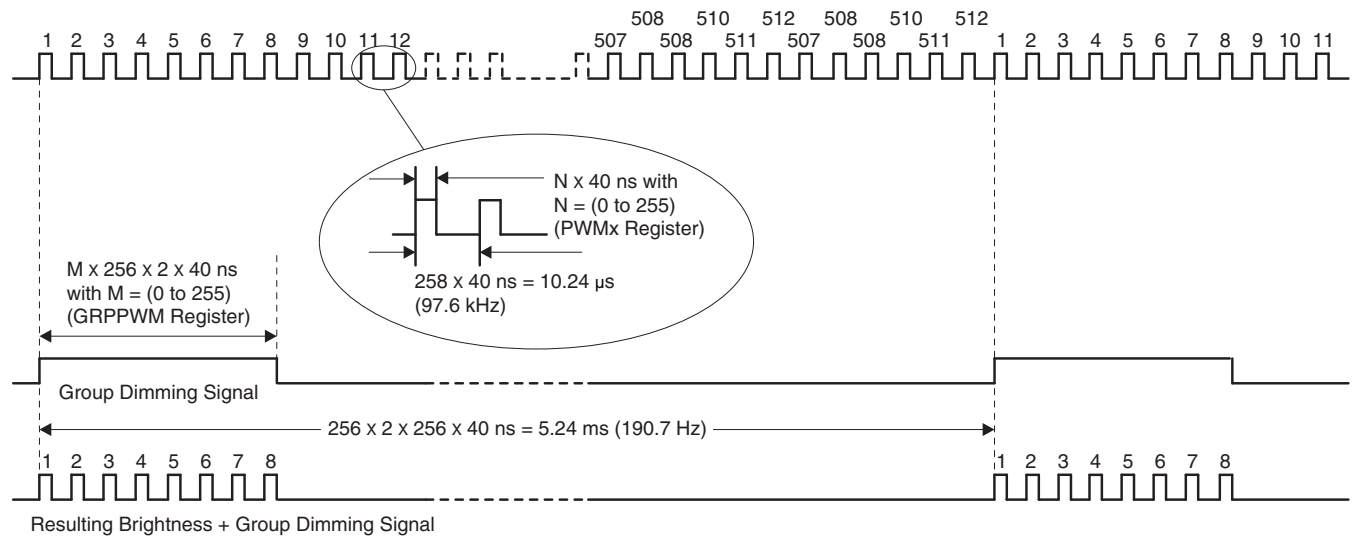 508 510 512 508 510 512
1 2 3 4 5 6 7 8 9 10 11 12 507 508 511 507 508 511 1 2 3 4 5 6 7 8 9 10 11
N x 40 ns with
N = (0 to 255)
(PWMx Register)
258 x 40 ns = 10.24 µs
(97.6 kHz)
M x 256 x 2 x 40 ns
with M = (0 to 255)
(GRPPWM Register)
Group Dimming Signal
256 x 2 x 256 x 40 ns = 5.24 ms (190.7 Hz)
1 2 3 4 5 6 7 8 1 2 3 4 5 6 7 8
Resulting Brightness + Group Dimming Signal